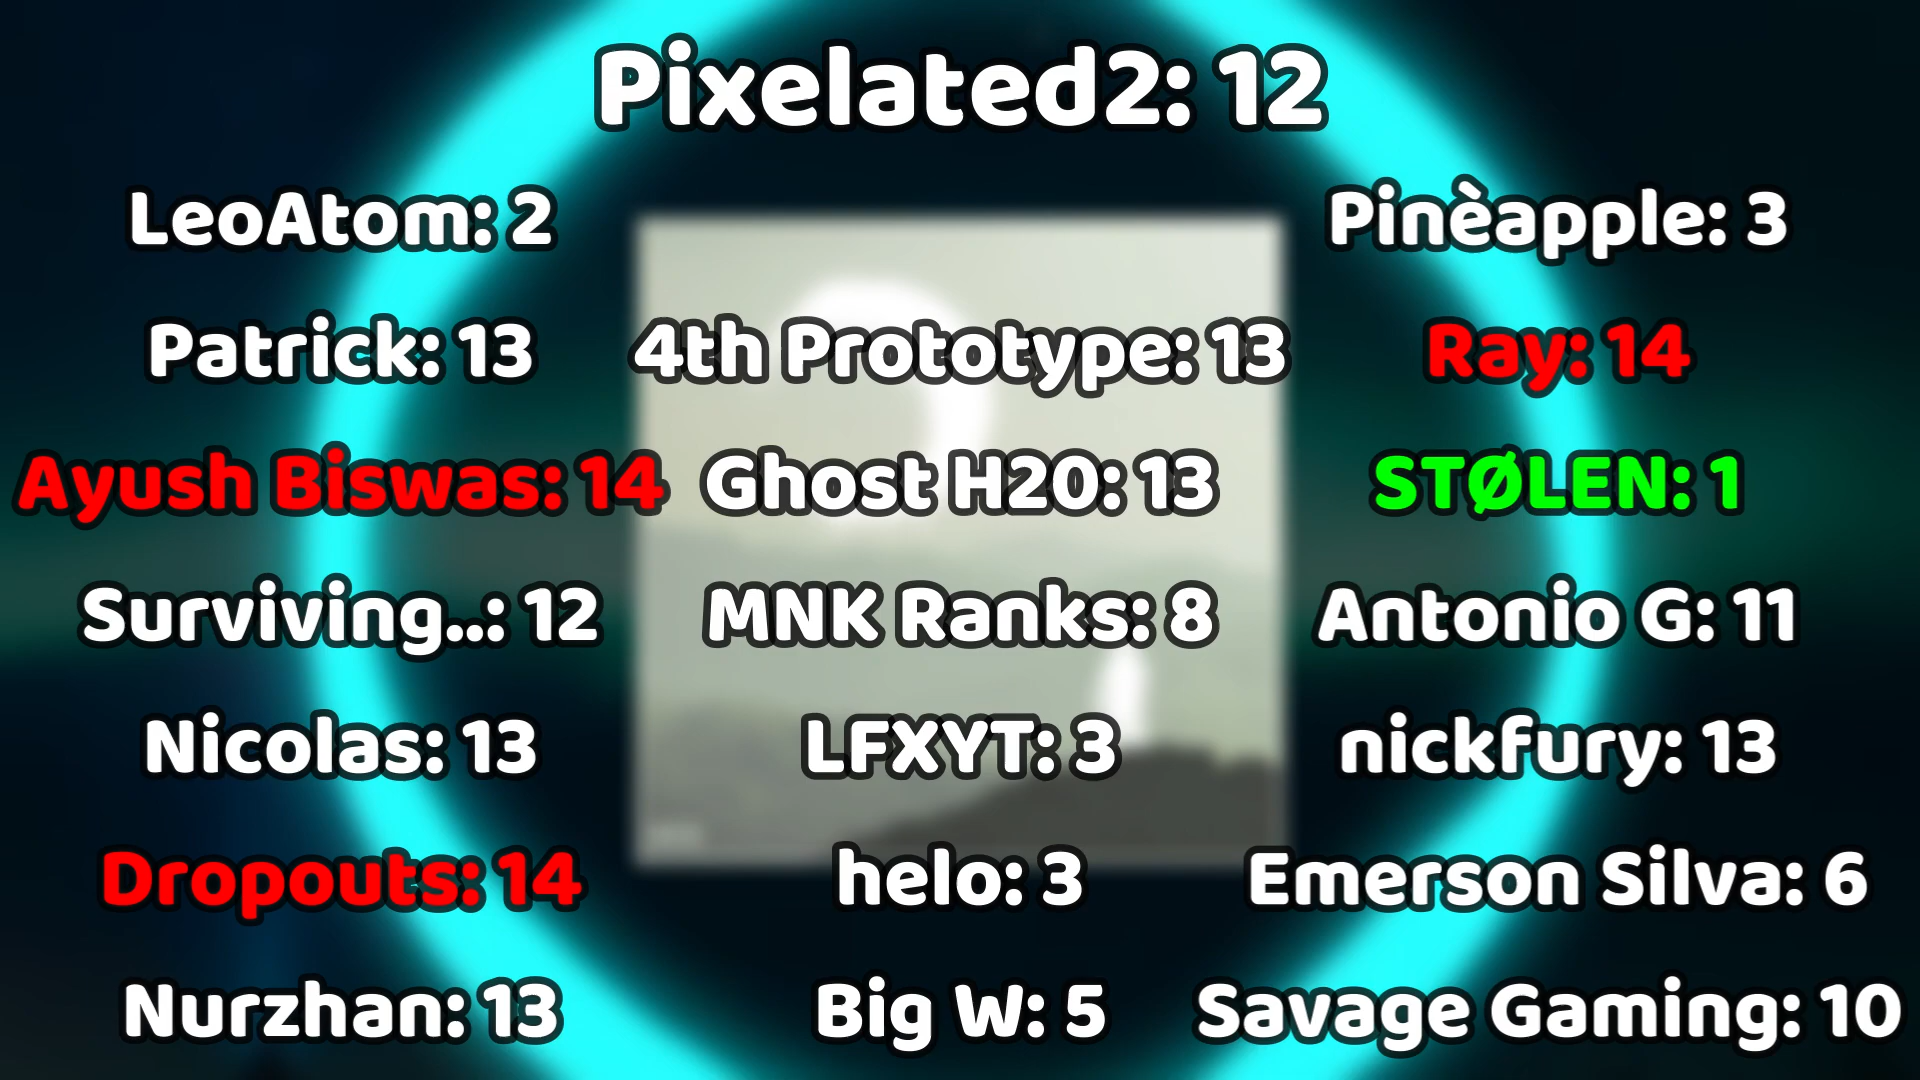 Pixelated2: 12
LeoAtom: 2
Pinèapple: 3
Patrick: 13
4th Prototype: 13
Ray: 14
Ayush Biswas: 14
Ghost H20: 13
STØLEN: 1
Surviving..: 12
MNK Ranks: 8
Antonio G: 11
Nicolas: 13
LFXYT: 3
nickfury: 13
Dropouts: 14
helo: 3
Emerson Silva: 6
Nurzhan: 13
Big W: 5
Savage Gaming: 10